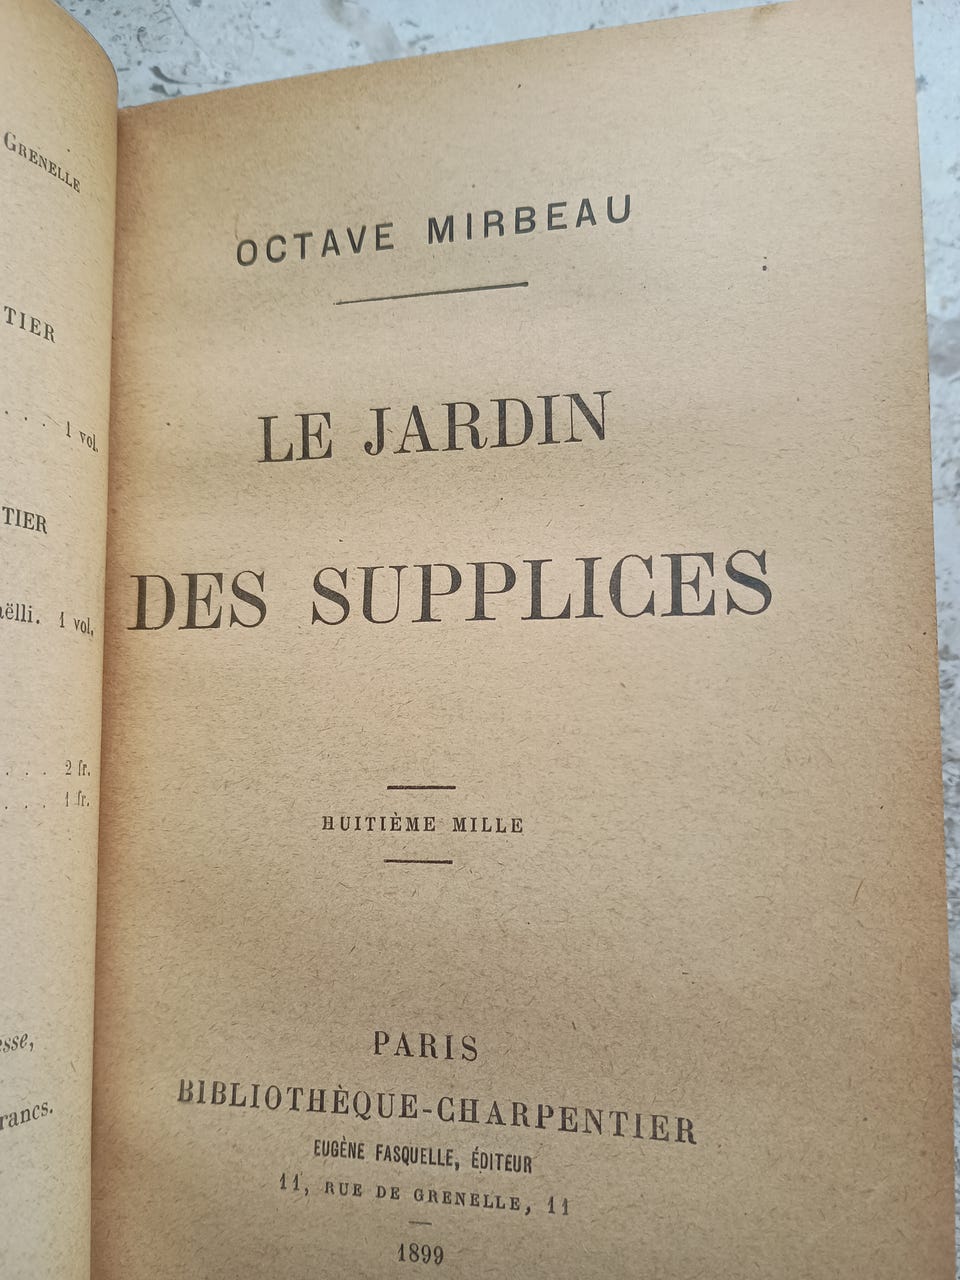 GRENELLE
TIER
. . . 1 vol.
TIER
aëlli. 1 vol.
. . . 2 fr.
. . . 1 fr.
esse,
rancs.
OCTAVE MIRBEAU
LE JARDIN
DES SUPPLICES
HUITIÈME MILLE
PARIS
BIBLIOTHÈQUE-CHARPENTIER
EUGÈNE FASQUELLE, ÉDITEUR
11, RUE DE GRENELLE, 11
1899